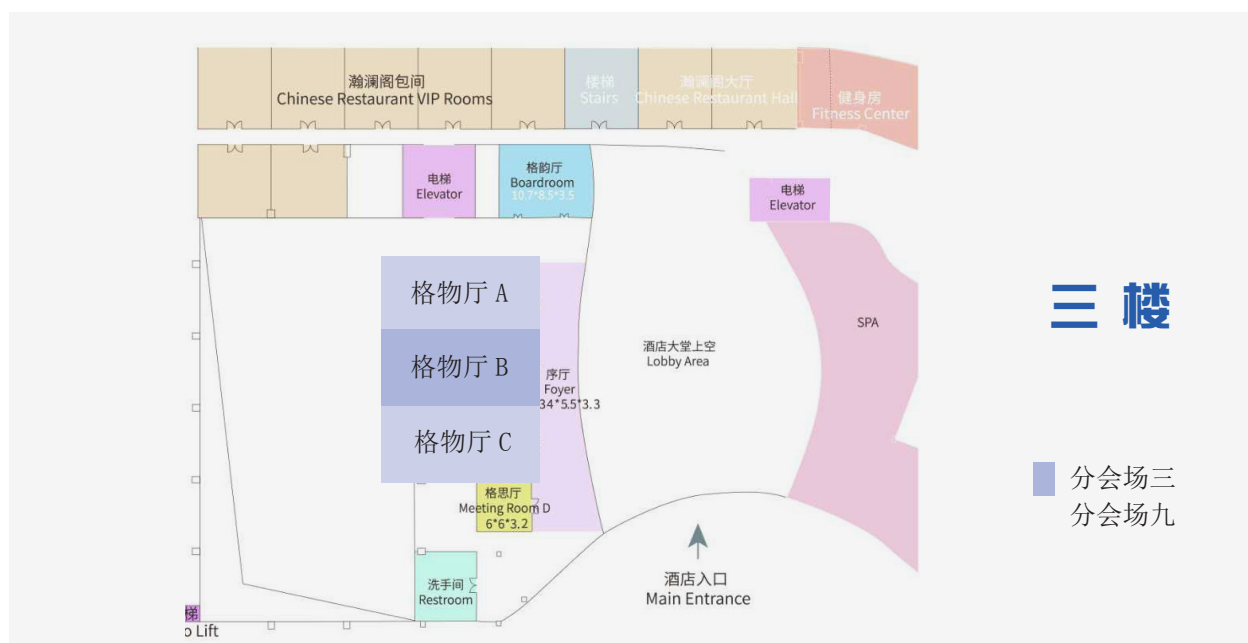 瀚澜阁包间
Chinese Restaurant VIP Rooms
楼梯
Stairs
瀚澜阁大厅
Chinese Restaurant Hall
健身房
Fitness Center
电梯
Elevator
格韵厅
Boardroom
10.7*8.5*3.5
电梯
Elevator
格物厅 A
格物厅 B
格物厅 C
序厅
Foyer
34*5.5*3.3
酒店大堂上空
Lobby Area
SPA
三楼
分会场三
分会场九
格思厅
Meeting Room D
6*6*3.2
洗手间
Restroom
酒店入口
Main Entrance
梯
o Lift